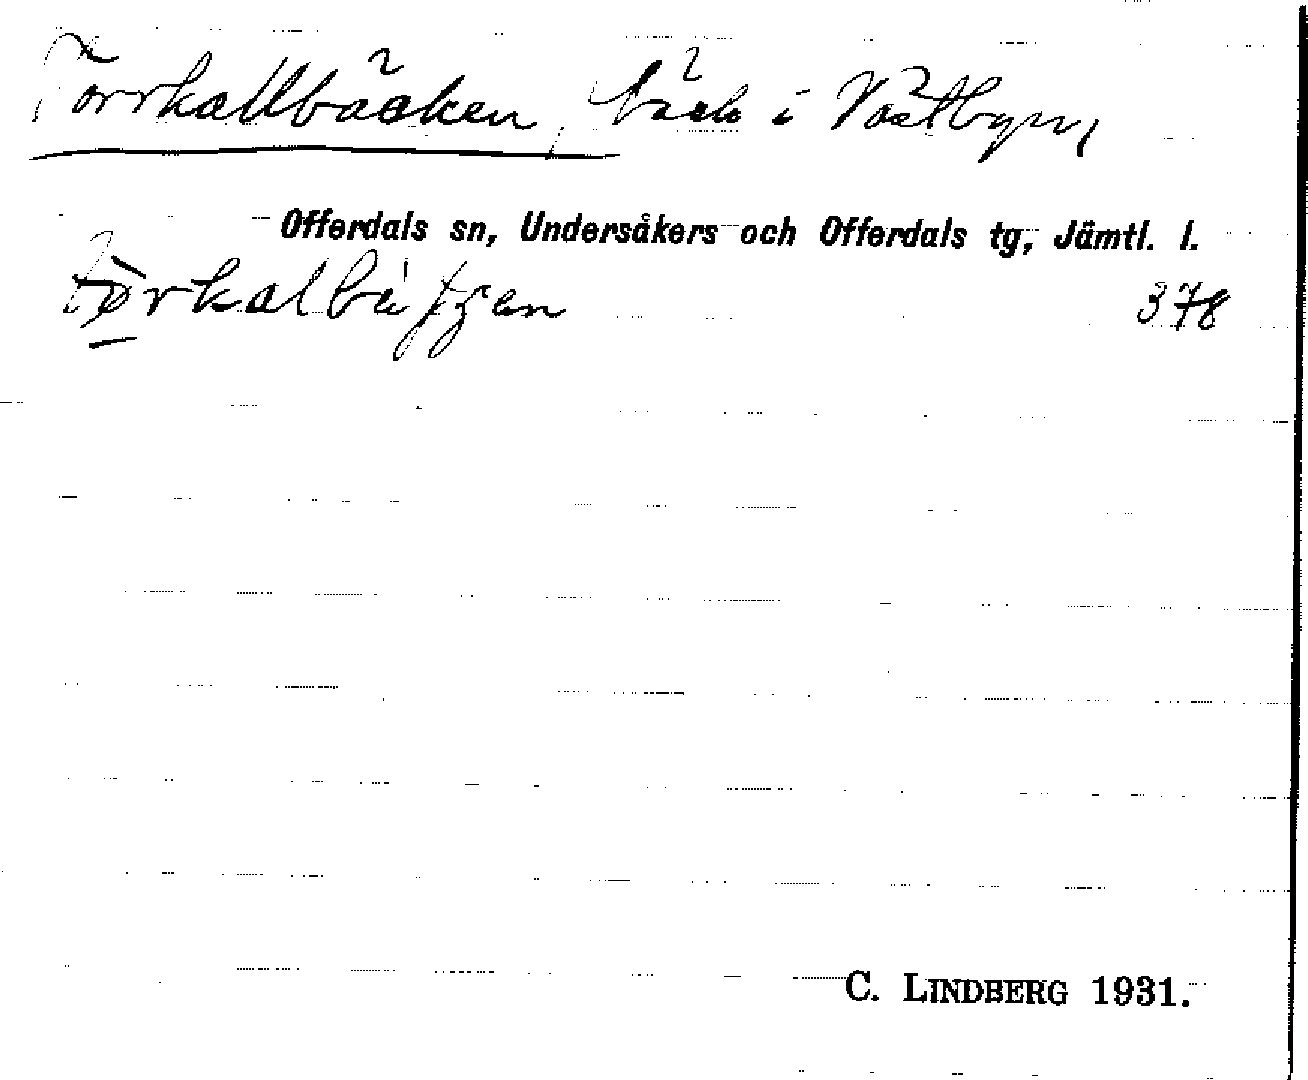 Torrkallbäcken, bäck i Västbyn,
Offerdals sn, Undersåkers och Offerdals tg, Jämtl. l.
378
C. LINDBERG 1931.